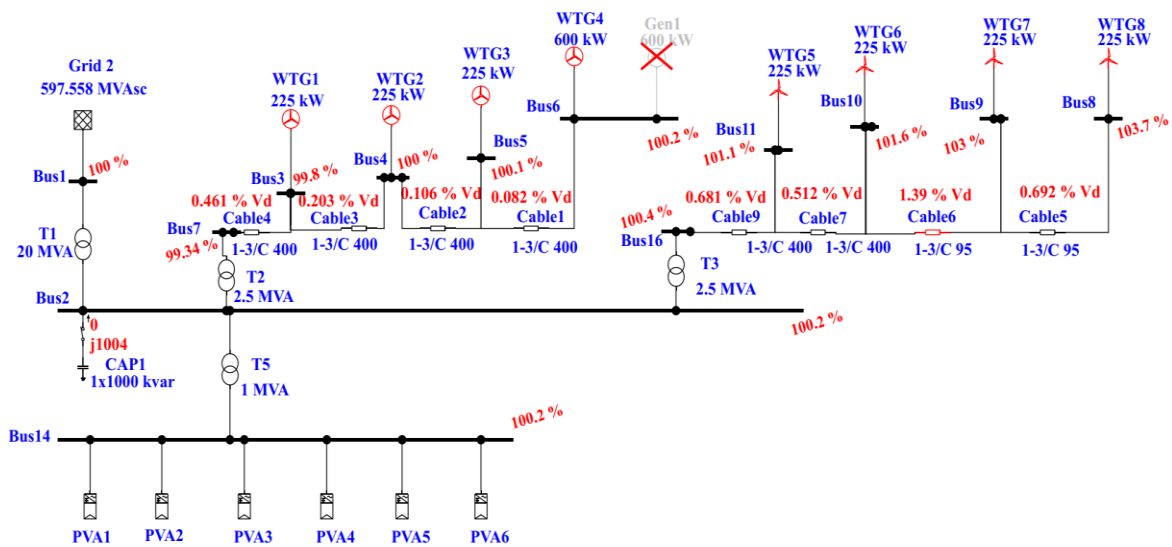 WTG4
600 kW
Gen1
600 kW
WTG7
225 kW
WTG8
225 kW
WTG6
225 kW
WTG5
225 kW
WTG3
225 kW
Grid 2
597.558 MVAsc
WTG1
225 kW
WTG2
225 kW
Bus6
Bus10
Bus9
Bus8
100.2 %
101.6 %
103 %
103.7 %
Bus11
101.1 %
Bus5
100.1 %
Bus4
100 %
Bus1
100 %
Bus3
99.8 %
0.461 % Vd
0.203 % Vd
0.106 % Vd
0.082 % Vd
0.681 % Vd
0.512 % Vd
1.39 % Vd
0.692 % Vd
Cable4
Cable3
Cable2
Cable1
Cable9
Cable7
Cable6
Cable5
Bus7
99.34 %
1-3/C 400
1-3/C 400
1-3/C 400
1-3/C 400
100.4 %
Bus16
1-3/C 400
1-3/C 400
1-3/C 95
1-3/C 95
T1
20 MVA
T2
2.5 MVA
T3
2.5 MVA
Bus2
100.2 %
0
j1004
CAP1
1x1000 kvar
T5
1 MVA
Bus14
100.2 %
PVA1
PVA2
PVA3
PVA4
PVA5
PVA6